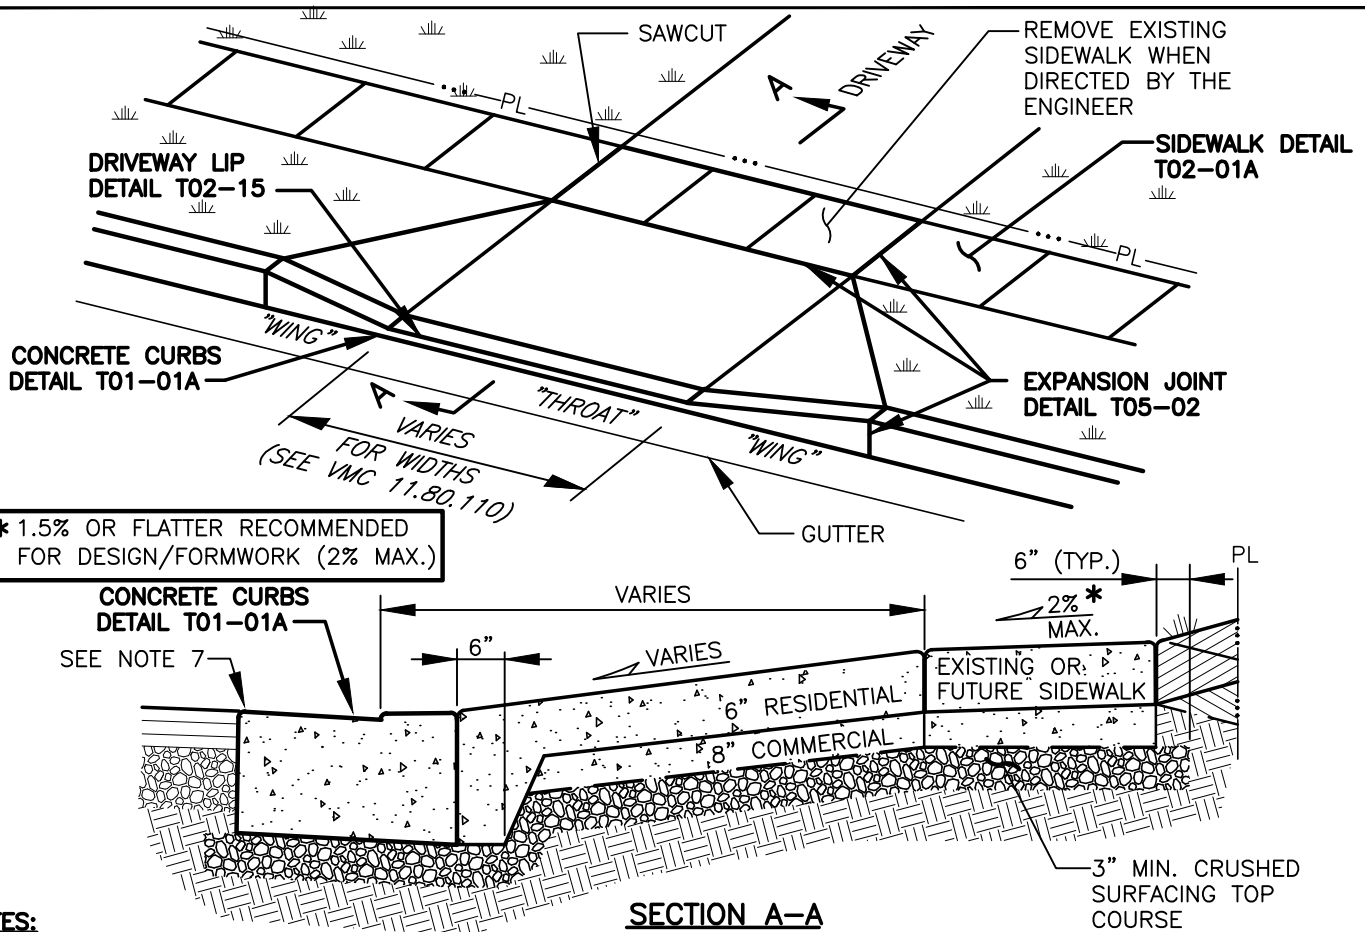 SAWCUT
REMOVE EXISTING
SIDEWALK WHEN
DIRECTED BY THE
ENGINEER
A
DRIVEWAY
PL
SIDEWALK DETAIL
T02-01A
DRIVEWAY LIP
DETAIL T02-15
PL
"WING"
CONCRETE CURBS
DETAIL T01-01A
A
"THROAT"
EXPANSION JOINT
DETAIL T05-02
VARIES
FOR WIDTHS
(SEE VMC 11.80.110)
"WING"
GUTTER
* 1.5% OR FLATTER RECOMMENDED
FOR DESIGN/FORMWORK (2% MAX.)
6" (TYP.)
PL
CONCRETE CURBS
DETAIL T01-01A
VARIES
2% *
MAX.
SEE NOTE 7
6"
VARIES
EXISTING OR
FUTURE SIDEWALK
6" RESIDENTIAL
8" COMMERCIAL
3" MIN. CRUSHED
SURFACING TOP
COURSE
SECTION A-A
TES: